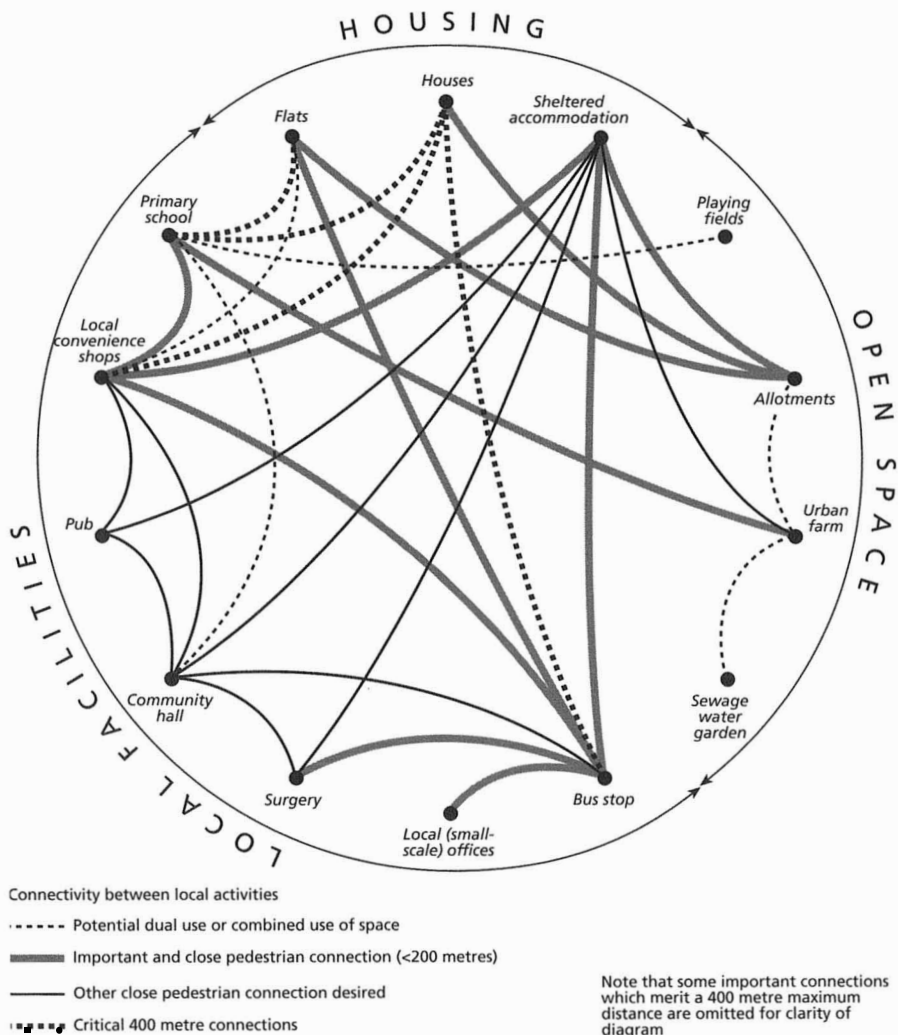 HOUSING
Houses
Flats
Sheltered
accommodation
Primary
school
Playing
fields
Local
convenience
shops
OPEN SPACE
Allotments
Pub
Urban
farm
LOCAL FACILITIES
Community
hall
Sewage
water
garden
Surgery
Bus stop
Local (small-
scale) offices
Connectivity between local activities
Potential dual use or combined use of space
Important and close pedestrian connection (<200 metres)
Other close pedestrian connection desired
Critical 400 metre connections
Note that some important connections
which merit a 400 metre maximum
distance are omitted for clarity of
diagram